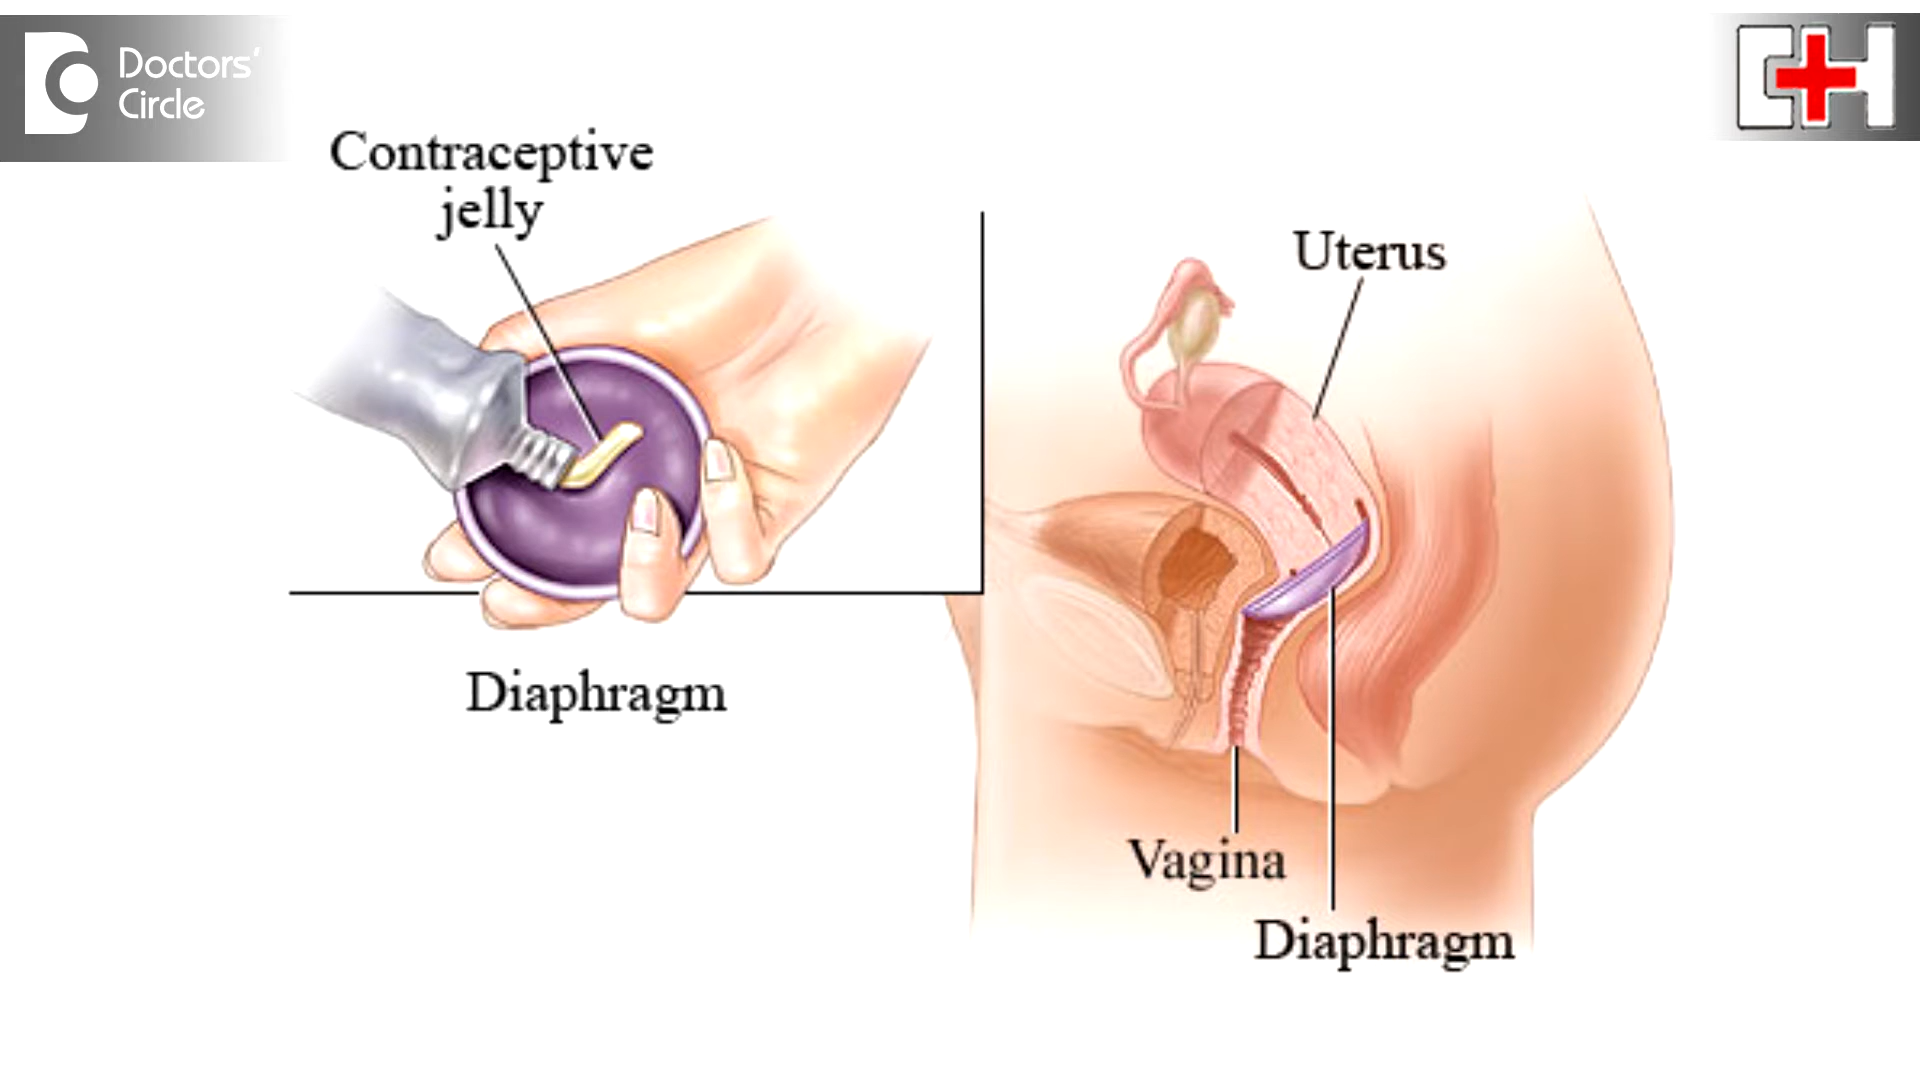 Doctors'
Circle
Contraceptive
jelly
Diaphragm
Uterus
Vagina
Diaphragm